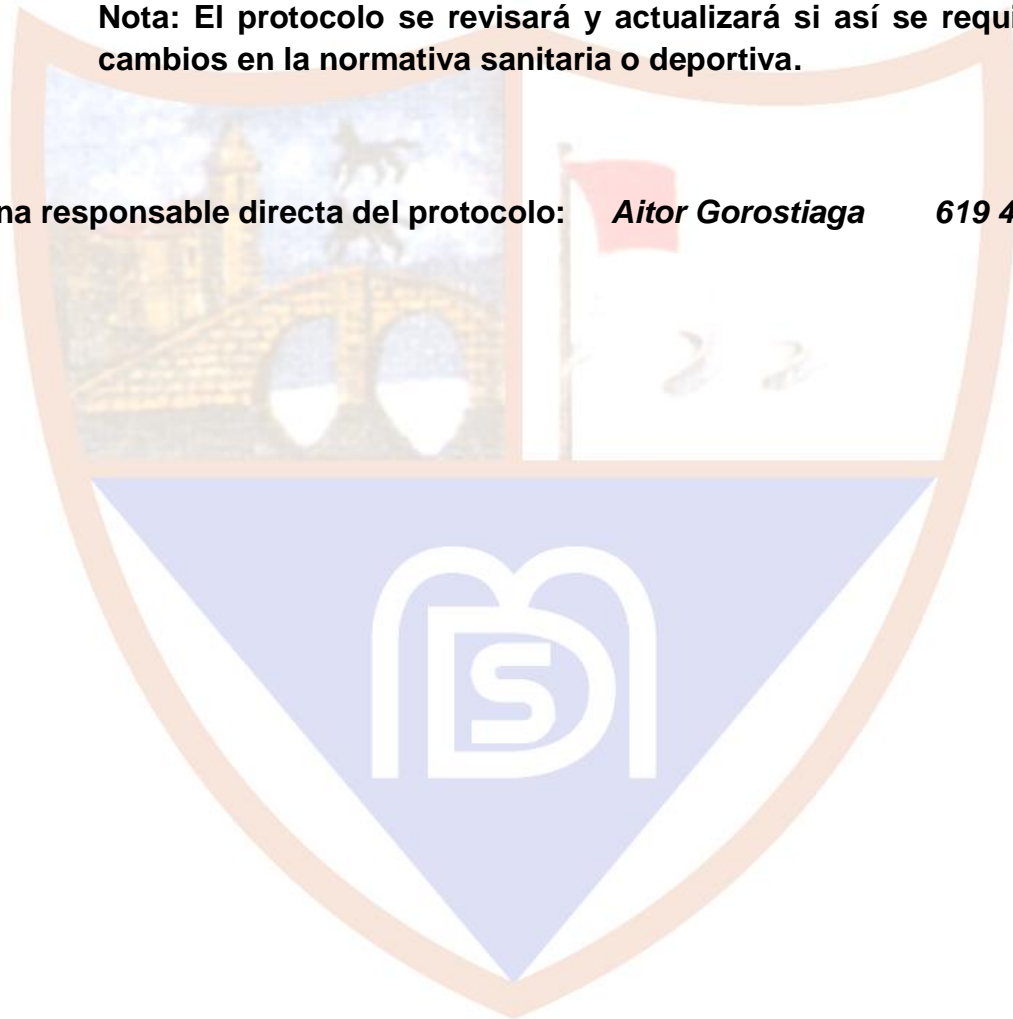 Nota: El protocolo se revisará y actualizará si así se requi
cambios en la normativa sanitaria o deportiva.
na responsable directa del protocolo: Aitor Gorostiaga 619 4